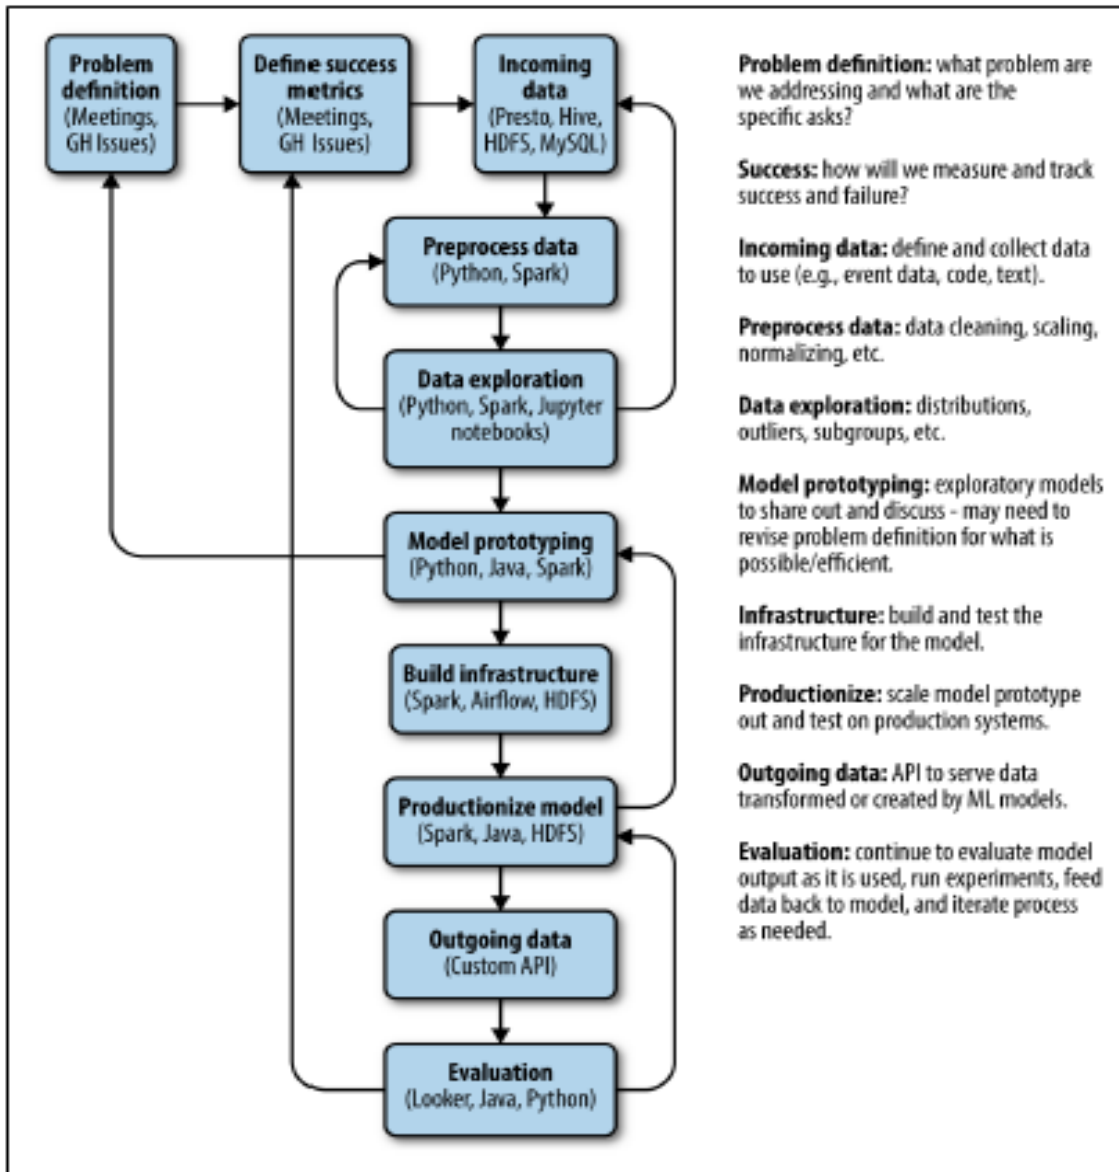 Problem
definition
(Meetings,
GH Issues)
Define success
metrics
(Meetings,
GH Issues)
Incoming
data
(Presto, Hive,
HDFS, MySQL)
Preprocess data
(Python, Spark)
Data exploration
(Python, Spark, Jupyter
notebooks)
Model prototyping
(Python, Java, Spark)
Build infrastructure
(Spark, Airflow, HDFS)
Productionize model
(Spark, Java, HDFS)
Outgoing data
(Custom API)
Evaluation
(Looker, Java, Python)
Problem definition: what problem are
we addressing and what are the
specific asks?
Success: how will we measure and track
success and failure?
Incoming data: define and collect data
to use (e.g., event data, code, text).
Preprocess data: data cleaning, scaling,
normalizing, etc.
Data exploration: distributions,
outliers, subgroups, etc.
Model prototyping: exploratory models
to share out and discuss - may need to
revise problem definition for what is
possible/efficient.
Infrastructure: build and test the
infrastructure for the model.
Productionize: scale model prototype
out and test on production systems.
Outgoing data: API to serve data
transformed or created by ML models.
Evaluation: continue to evaluate model
output as it is used, run experiments, feed
data back to model, and iterate process
as needed.